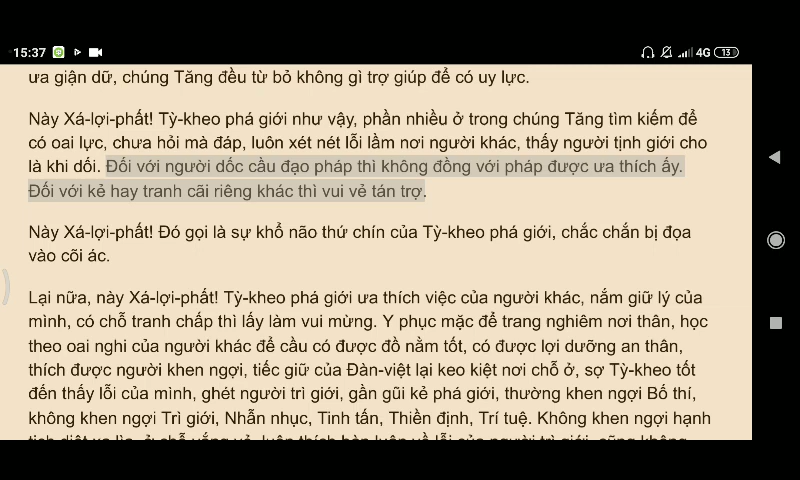 15:37
4G 13
ưa giận dữ, chúng Tăng đều từ bỏ không gì trợ giúp để có uy lực.
Này Xá-lợi-phất! Tỳ-kheo phá giới như vậy, phần nhiều ở trong chúng Tăng tìm kiếm để
có oai lực, chưa hỏi mà đáp, luôn xét nét lỗi lầm nơi người khác, thấy người tịnh giới cho
là khi dối. Đối với người dốc cầu đạo pháp thì không đồng với pháp được ưa thích ấy.
Đối với kẻ hay tranh cãi riêng khác thì vui vẻ tán trợ.
Này Xá-lợi-phất! Đó gọi là sự khổ não thứ chín của Tỳ-kheo phá giới, chắc chắn bị đọa
vào cõi ác.
Lại nữa, này Xá-lợi-phất! Tỳ-kheo phá giới ưa thích việc của người khác, nắm giữ lý của
mình, có chỗ tranh chấp thì lấy làm vui mừng. Y phục mặc để trang nghiêm nơi thân, học
theo oai nghi của người khác để cầu có được đồ nằm tốt, có được lợi dưỡng an thân,
thích được người khen ngợi, tiếc giữ của Đàn-việt lại keo kiệt nơi chỗ ở, sợ Tỳ-kheo tốt
đến thấy lỗi của mình, ghét người trì giới, gần gũi kẻ phá giới, thường khen ngợi Bố thí,
không khen ngợi Trì giới, Nhẫn nhục, Tinh tấn, Thiền định, Trí tuệ. Không khen ngợi hạnh